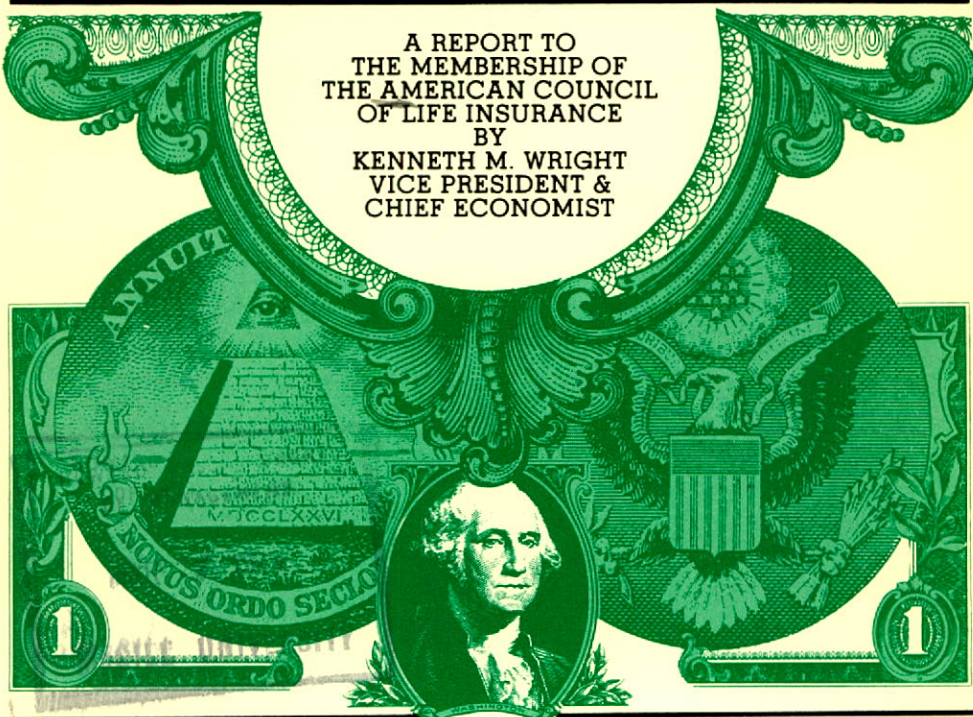 A REPORT TO
THE MEMBERSHIP OF
THE AMERICAN COUNCIL
OF LIFE INSURANCE
BY
KENNETH M. WRIGHT
VICE PRESIDENT &
CHIEF ECONOMIST
ANNUIT
MDCCLXXVI
NOVUS ORDO SECLO
1
WASHINGTON
1